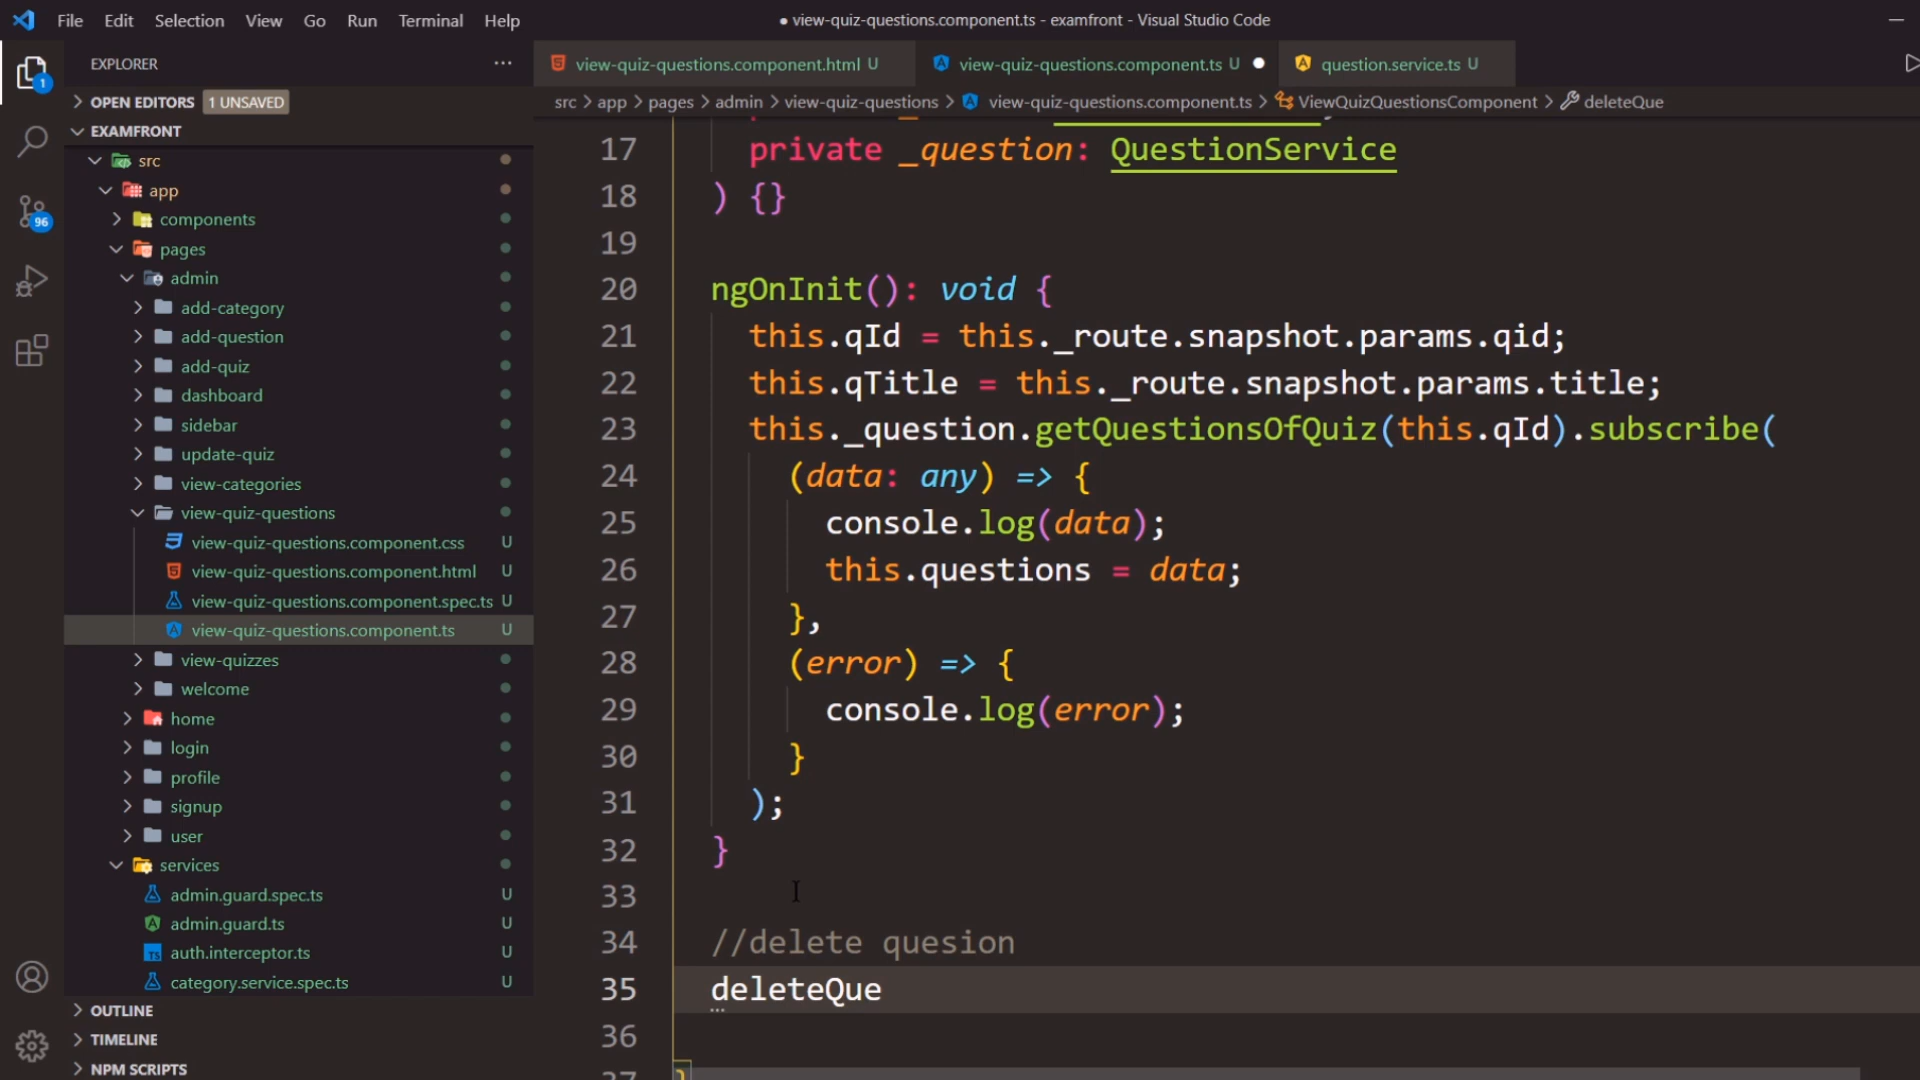 File Edit Selection View Go Run Terminal Help
● view-quiz-questions.component.ts - examfront - Visual Studio Code
EXPLORER
OPEN EDITORS 1 UNSAVED
EXAMFRONT
src
app
components
pages
admin
add-category
add-question
add-quiz
dashboard
sidebar
update-quiz
view-categories
view-quiz-questions
view-quiz-questions.component.css U
view-quiz-questions.component.html U
view-quiz-questions.component.spec.ts U
view-quiz-questions.component.ts U
view-quizzes
welcome
home
login
profile
signup
user
services
admin.guard.spec.ts U
admin.guard.ts U
auth.interceptor.ts U
category.service.spec.ts U
OUTLINE
TIMELINE
NPM SCRIPTS
1
96
view-quiz-questions.component.html U
view-quiz-questions.component.ts U
question.service.ts U
src > app > pages > admin > view-quiz-questions > view-quiz-questions.component.ts > ViewQuizQuestionsComponent > deleteQue
17 private _question: QuestionService
18 ) {}
19
20 ngOnInit(): void {
21 this.qId = this._route.snapshot.params.qid;
22 this.qTitle = this._route.snapshot.params.title;
23 this._question.getQuestionsOfQuiz(this.qId).subscribe(
24 (data: any) => {
25 console.log(data);
26 this.questions = data;
27 },
28 (error) => {
29 console.log(error);
30 }
31 );
32 }
33
34 //delete quesion
35 deleteQue
36
37 }